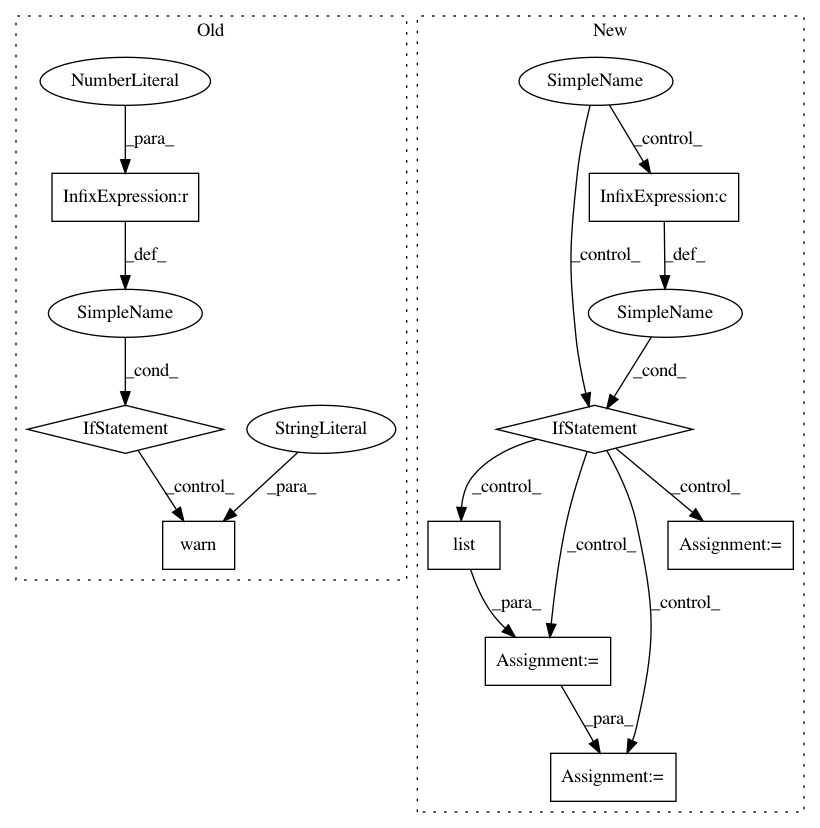 Old
New
NumberLiteral
SimpleName
_para_
_control_
InfixExpression:r
InfixExpression:c
_def_
_control_
_def_
SimpleName
SimpleName
_cond_
_cond_
IfStatement
StringLiteral
IfStatement
_control_
_para_
_control_
_control_
warn
list
_control_
Assignment:=
_para_
_control_
Assignment:=
_para_
Assignment:=